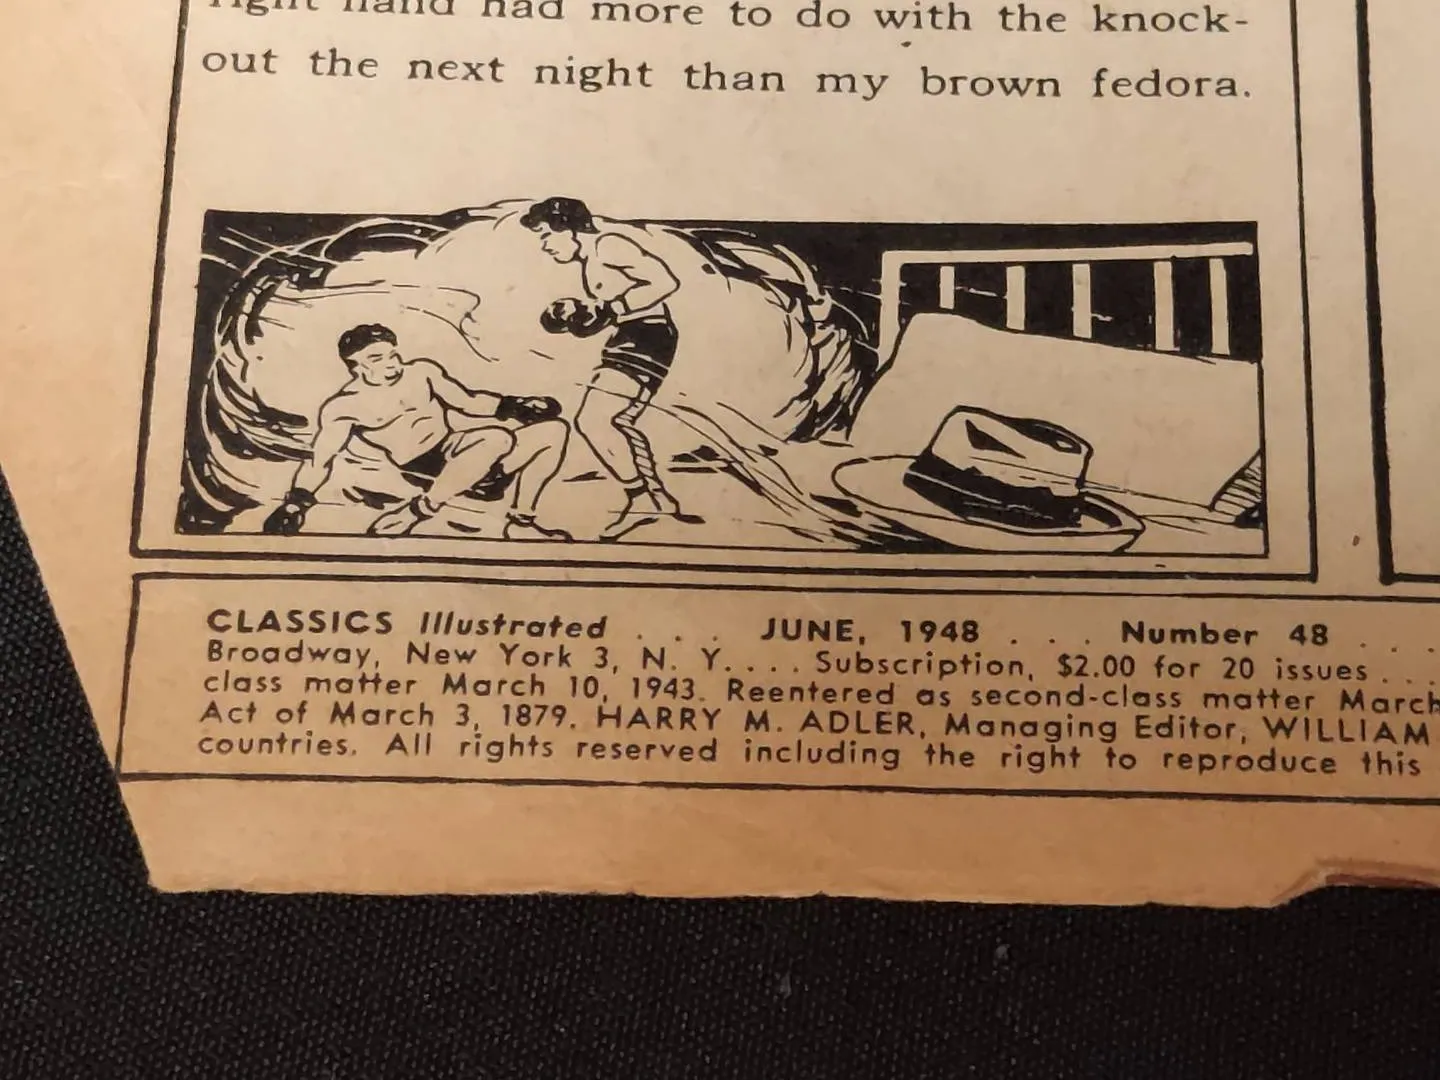 right hand had more to do with the knock-
out the next night than my brown fedora.
CLASSICS Illustrated . . . JUNE, 1948 . . . Number 48 . . .
Broadway, New York 3, N. Y. . . . Subscription, $2.00 for 20 issues . . .
class matter March 10, 1943. Reentered as second-class matter March
Act of March 3, 1879. HARRY M. ADLER, Managing Editor, WILLIAM
countries. All rights reserved including the right to reproduce this